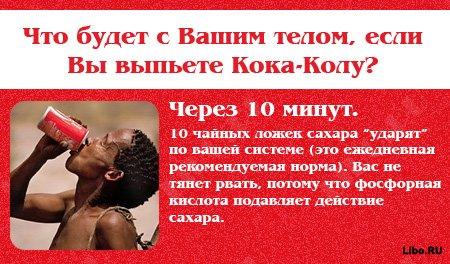 Что будет с Вашим телом, если
Вы выпьете Кока-Колу?
Через 10 минут.
10 чайных ложек сахара "ударят"
по вашей системе (это ежедневная
рекомендуемая норма). Вас не
тянет рвать, потому что фосфорная
кислота подавляет действие
сахара.
Libo.RU